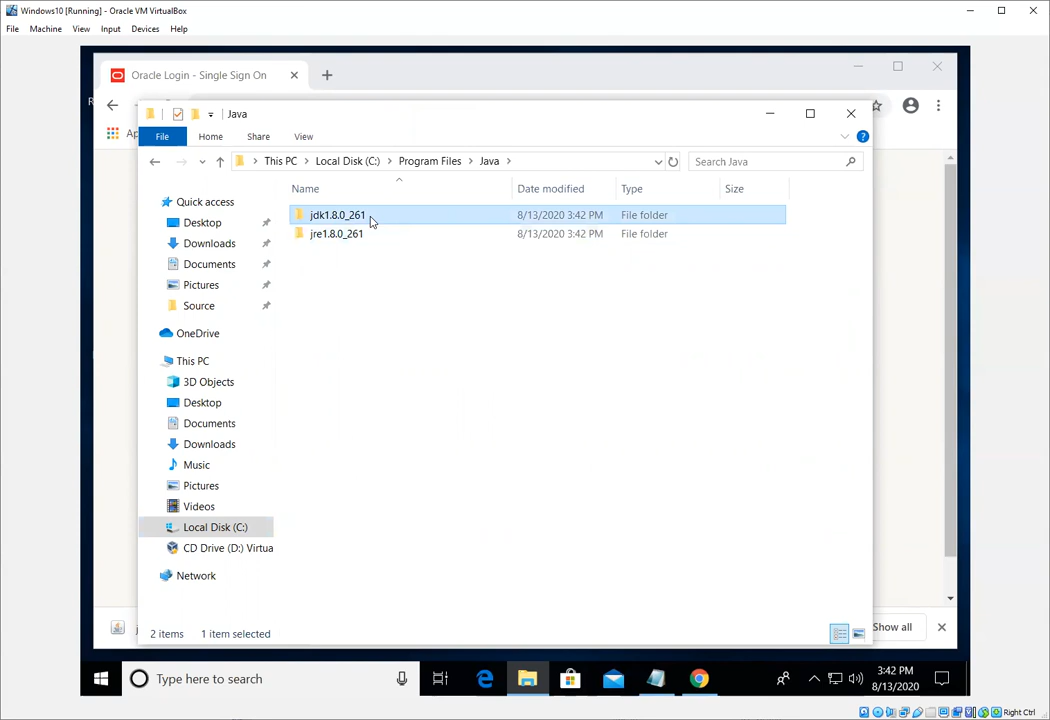 Windows10 [Running] - Oracle VM VirtualBox
File Machine View Input Devices Help
Oracle Login - Single Sign On
Java
File Home Share View
This PC Local Disk (C:) Program Files Java
Search Java
Name Date modified Type Size
jdk1.8.0_261 8/13/2020 3:42 PM File folder
jre1.8.0_261 8/13/2020 3:42 PM File folder
Quick access
Desktop
Downloads
Documents
Pictures
Source
OneDrive
This PC
3D Objects
Desktop
Documents
Downloads
Music
Pictures
Videos
Local Disk (C:)
CD Drive (D:) Virtua
Network
2 items 1 item selected
Show all
Type here to search
3:42 PM
8/13/2020
Right Ctrl